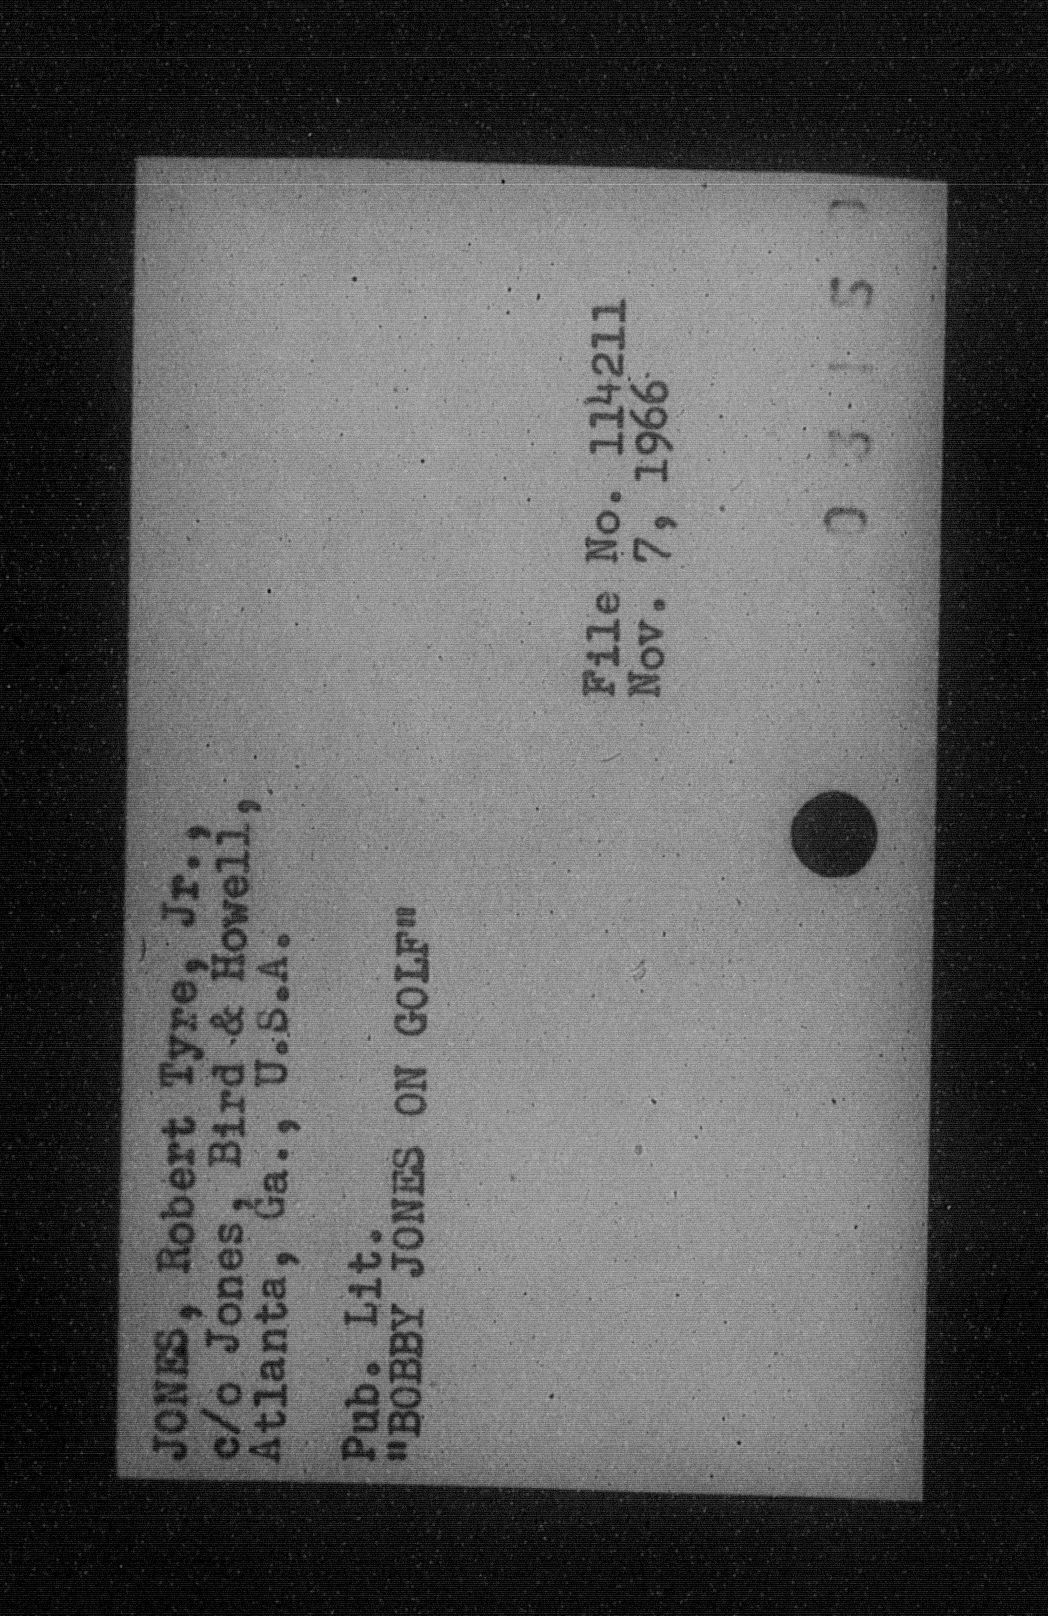 JONES, Robert Tyre, Jr.,
c/o Jones, Bird & Howell,
Atlanta, Ga., U.S.A.
Pub. Lit.
"BOBBY JONES ON GOLF"
File No. 114211
Nov. 7, 1966